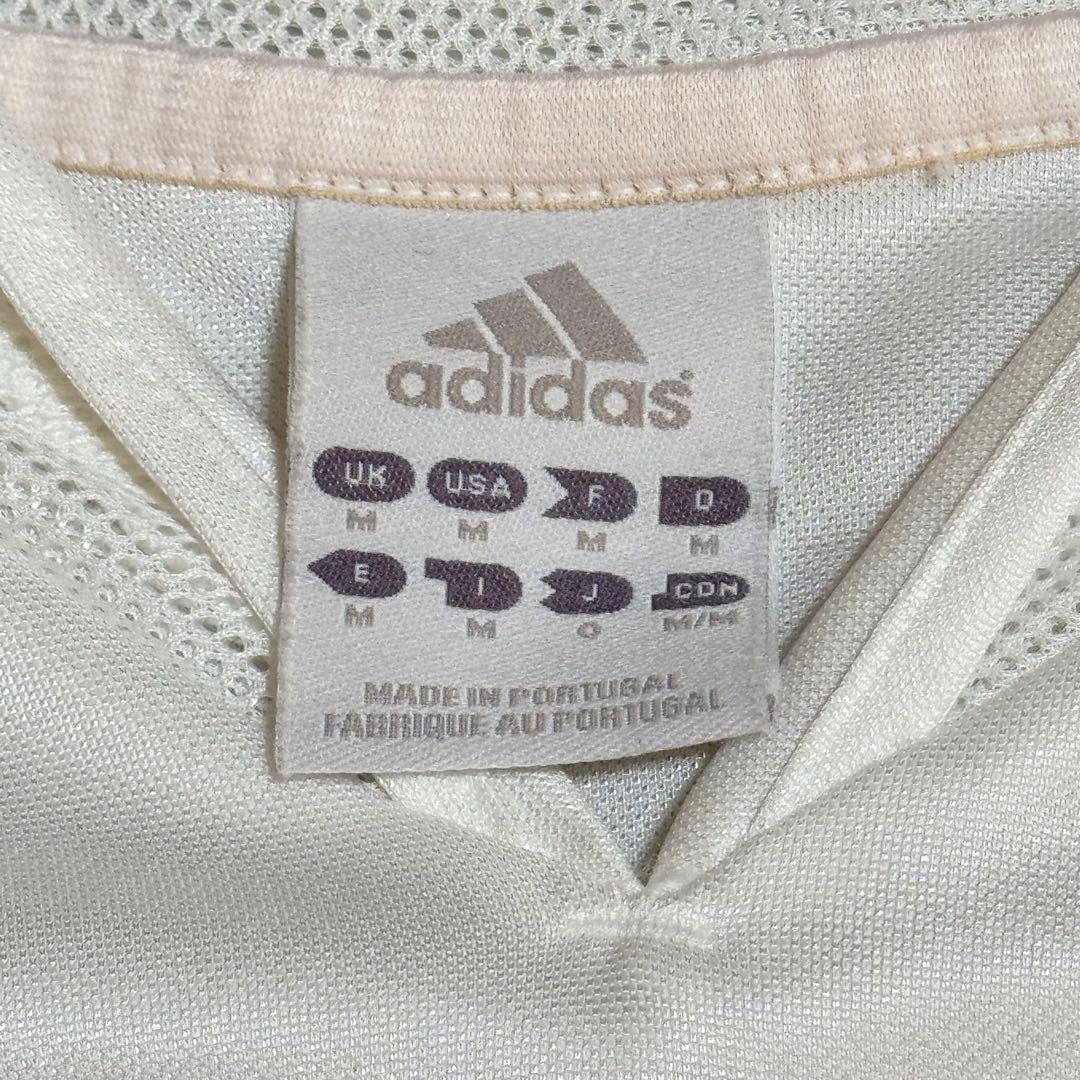 adidas®
UK USA F D
M M M M
E I J CDN
M M O M/M
MADE IN PORTUGAL
FABRIQUE AU PORTUGAL